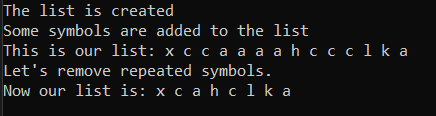 The list is created
Some symbols are added to the list
This is our list: x c c a a a a h c c c l k a
Let's remove repeated symbols.
Now our list is: x c a h c l k a